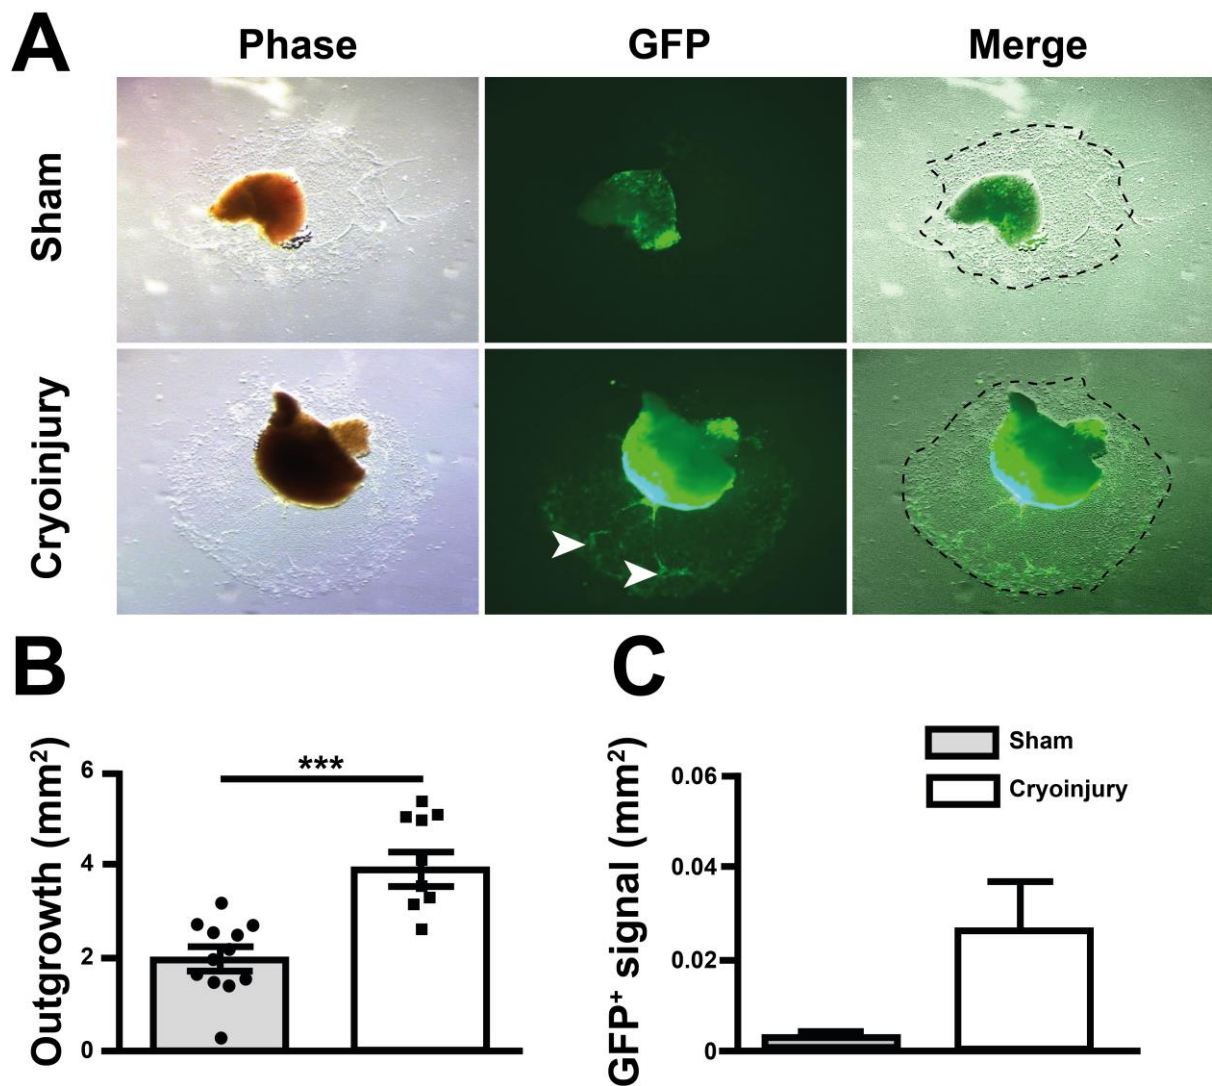 A
Phase GFP Merge
Sham
Cryoinjury
B
C
Outgrowth (mm²)
6
4
2
0
***
GFP⁺ signal (mm²)
0.06
0.04
0.02
0
Sham
Cryoinjury